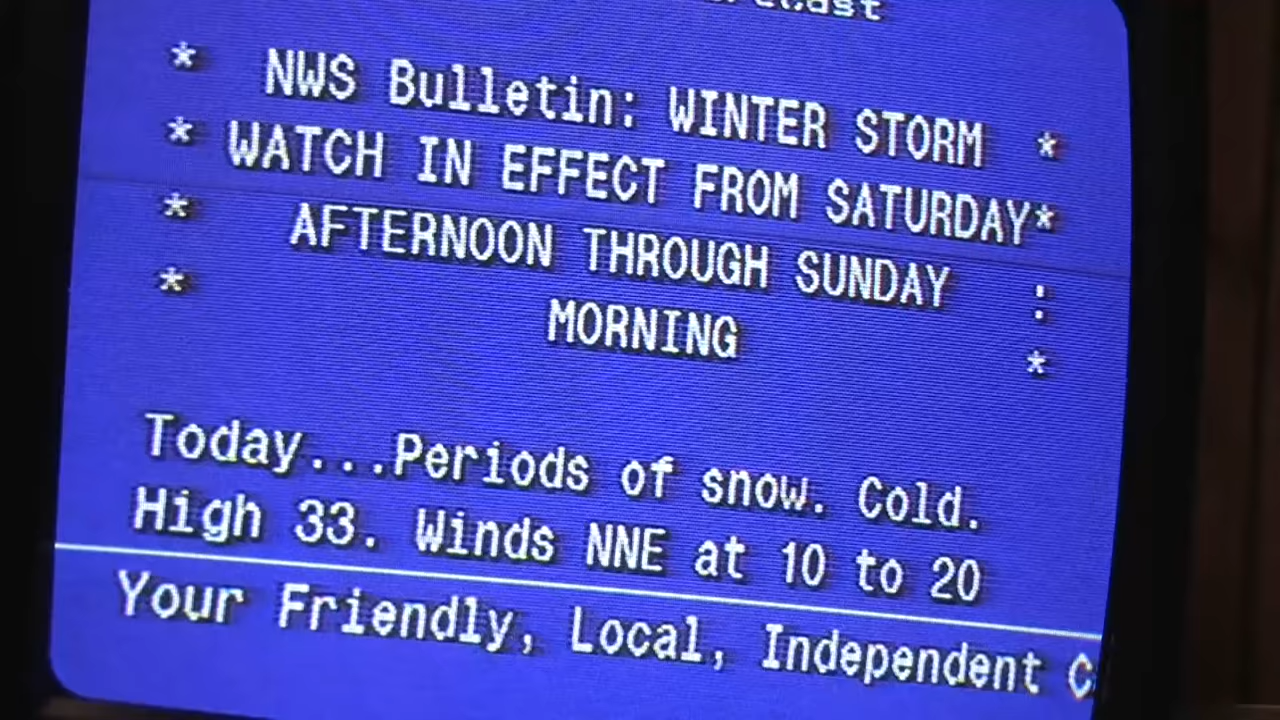 * NWS Bulletin: WINTER STORM *
* WATCH IN EFFECT FROM SATURDAY*
* AFTERNOON THROUGH SUNDAY :
* MORNING *
Today...Periods of snow. Cold.
High 33. Winds NNE at 10 to 20
Your Friendly, Local, Independent C